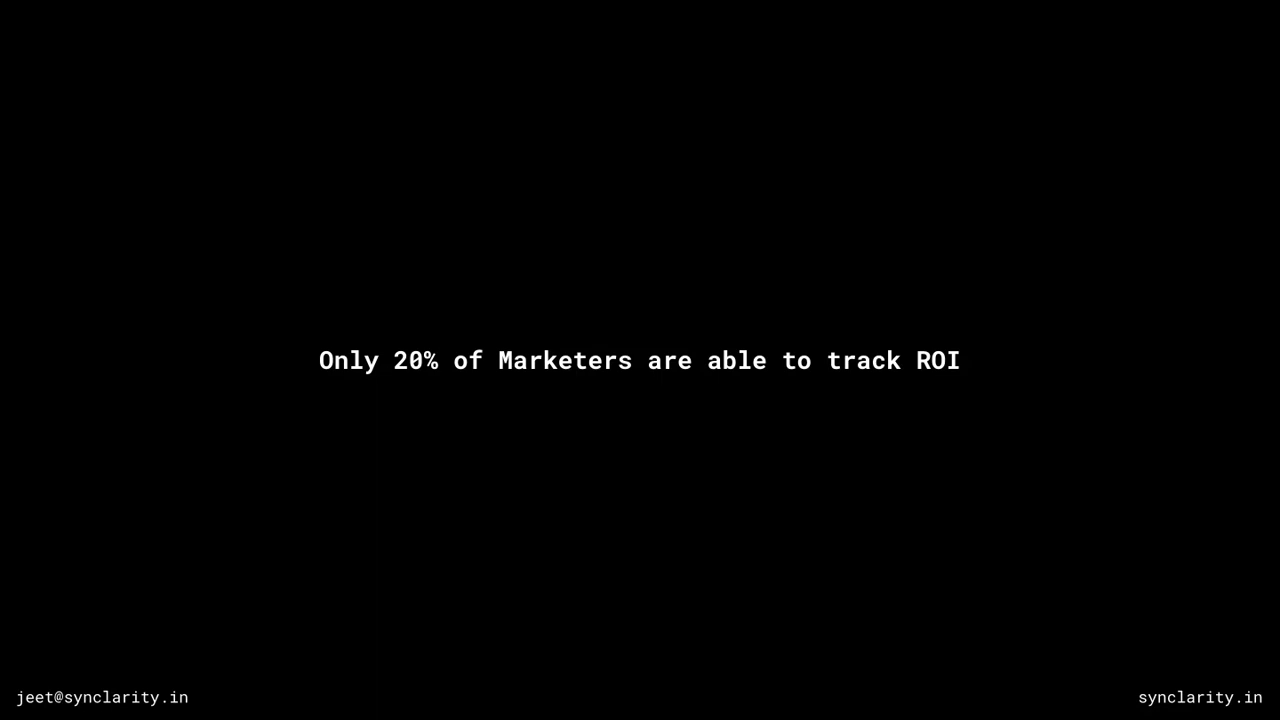 Only 20% of Marketers are able to track ROI
jeet@synclarity.in
synclarity.in